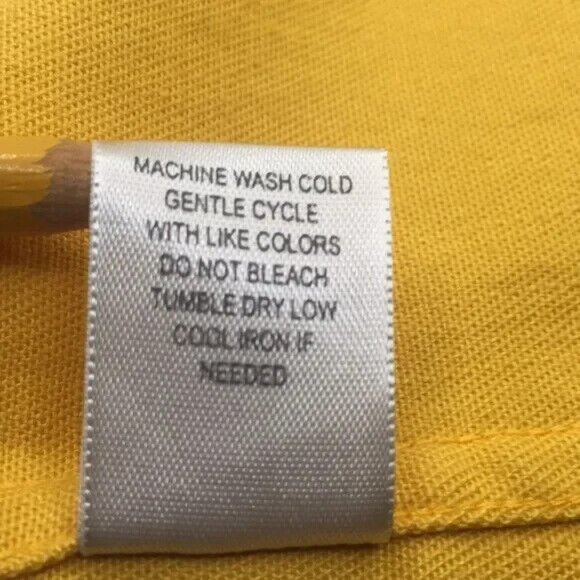 MACHINE WASH COLD
GENTLE CYCLE
WITH LIKE COLORS
DO NOT BLEACH
TUMBLE DRY LOW
COOL IRON IF
NEEDED